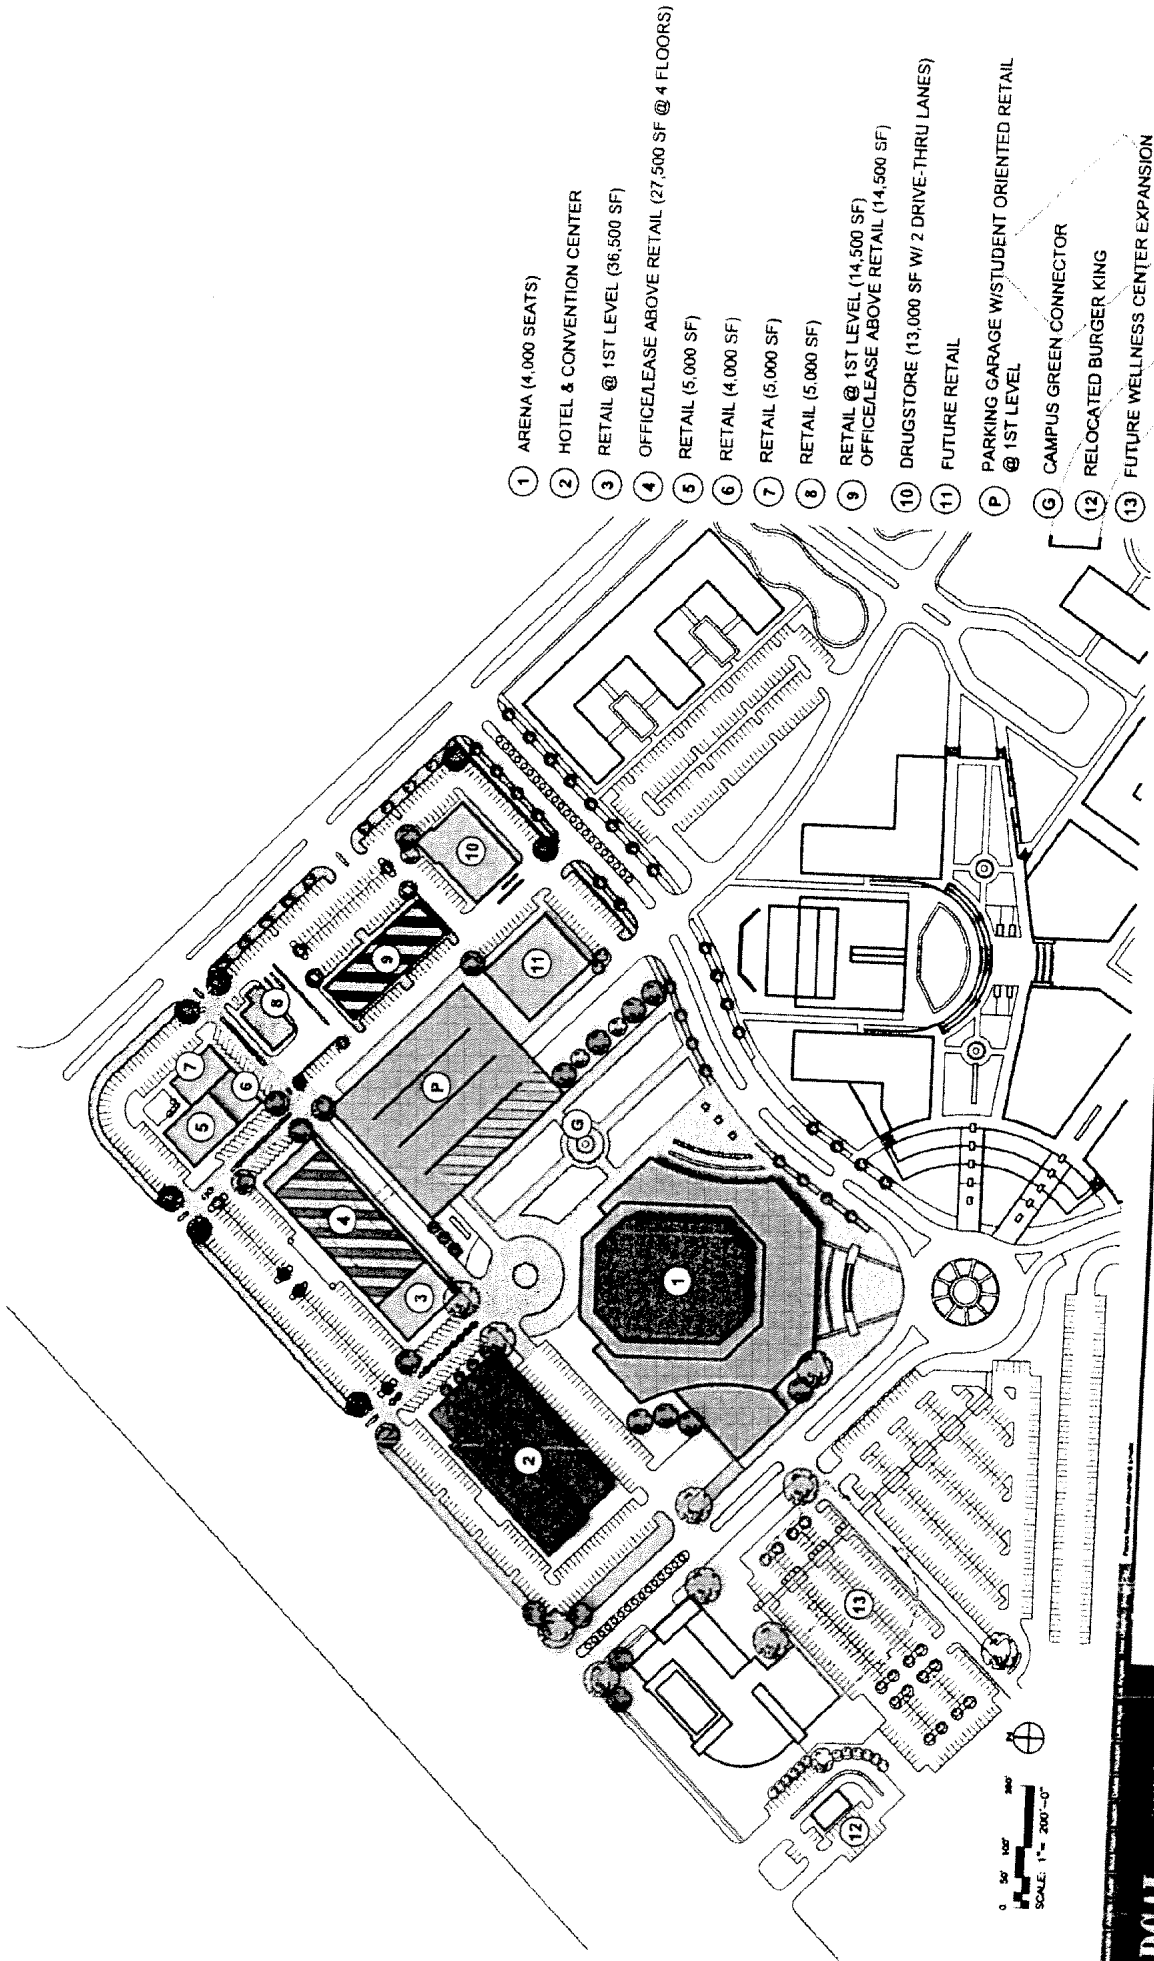 1 ARENA (4,000 SEATS)
2 HOTEL & CONVENTION CENTER
3 RETAIL @ 1ST LEVEL (36,500 SF)
4 OFFICE/LEASE ABOVE RETAIL (27,500 SF @ 4 FLOORS)
5 RETAIL (5,000 SF)
6 RETAIL (4,000 SF)
7 RETAIL (5,000 SF)
8 RETAIL (5,000 SF)
9 RETAIL @ 1ST LEVEL (14,500 SF)
OFFICE/LEASE ABOVE RETAIL (14,500 SF)
10 DRUGSTORE (13,000 SF W/ 2 DRIVE-THRU LANES)
11 FUTURE RETAIL
P PARKING GARAGE W/STUDENT ORIENTED RETAIL
@ 1ST LEVEL
G CAMPUS GREEN CONNECTOR
12 RELOCATED BURGER KING
13 FUTURE WELLNESS CENTER EXPANSION
7
5
6
8
9
10
11
4
P
3
G
2
1
13
12
0 50' 100'
SCALE: 1"= 200'-0"